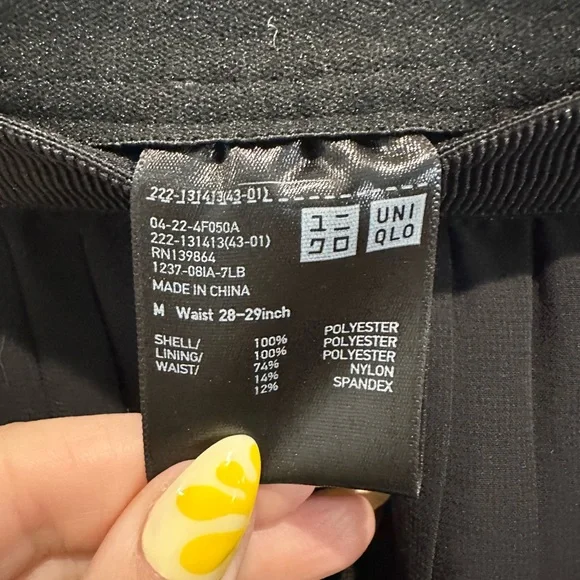 222-131413(43-01)
ユニ
クロ
UNI
QLO
04-22-4F050A
222-131413(43-01)
RN139864
1237-08IA-7LB
MADE IN CHINA
M Waist 28-29inch
SHELL/ 100% POLYESTER
LINING/ 100% POLYESTER
WAIST/ 74% POLYESTER
14% NYLON
12% SPANDEX